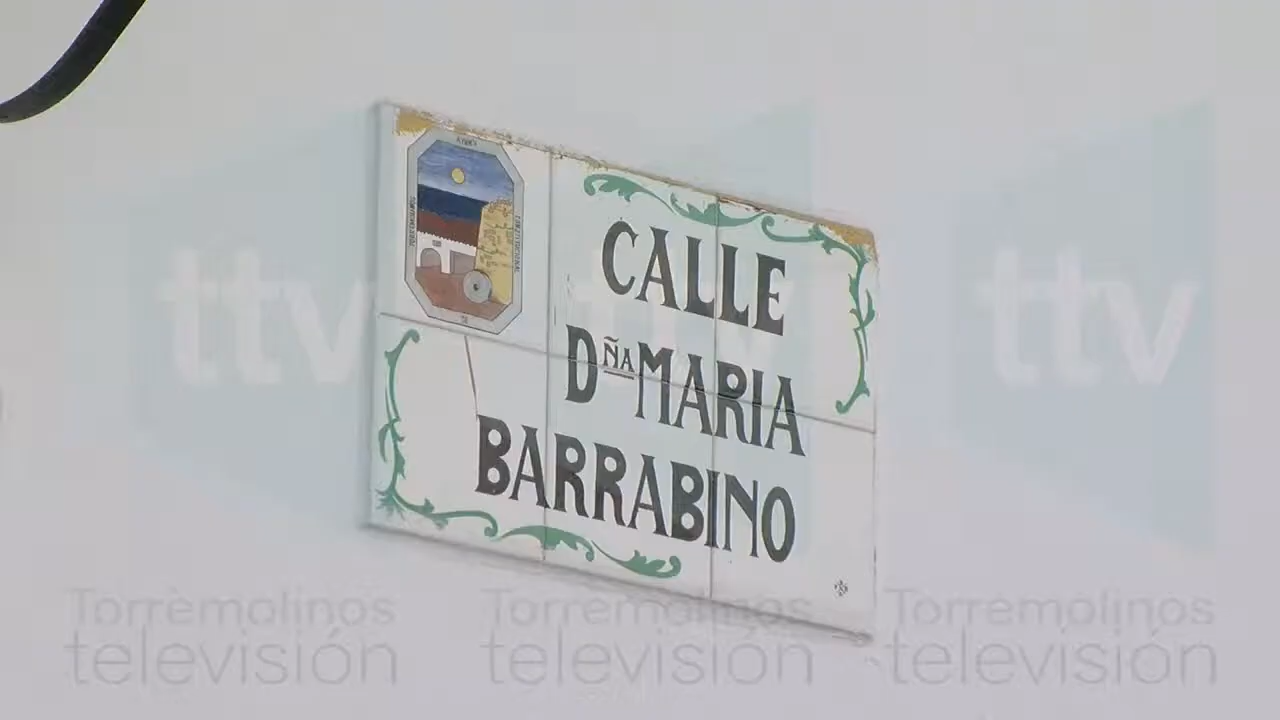 CALLE
Dña MARIA
BARRABINO
ttv ttv ttv
Torremolinos Torremolinos Torremolinos
televisión televisión televisión